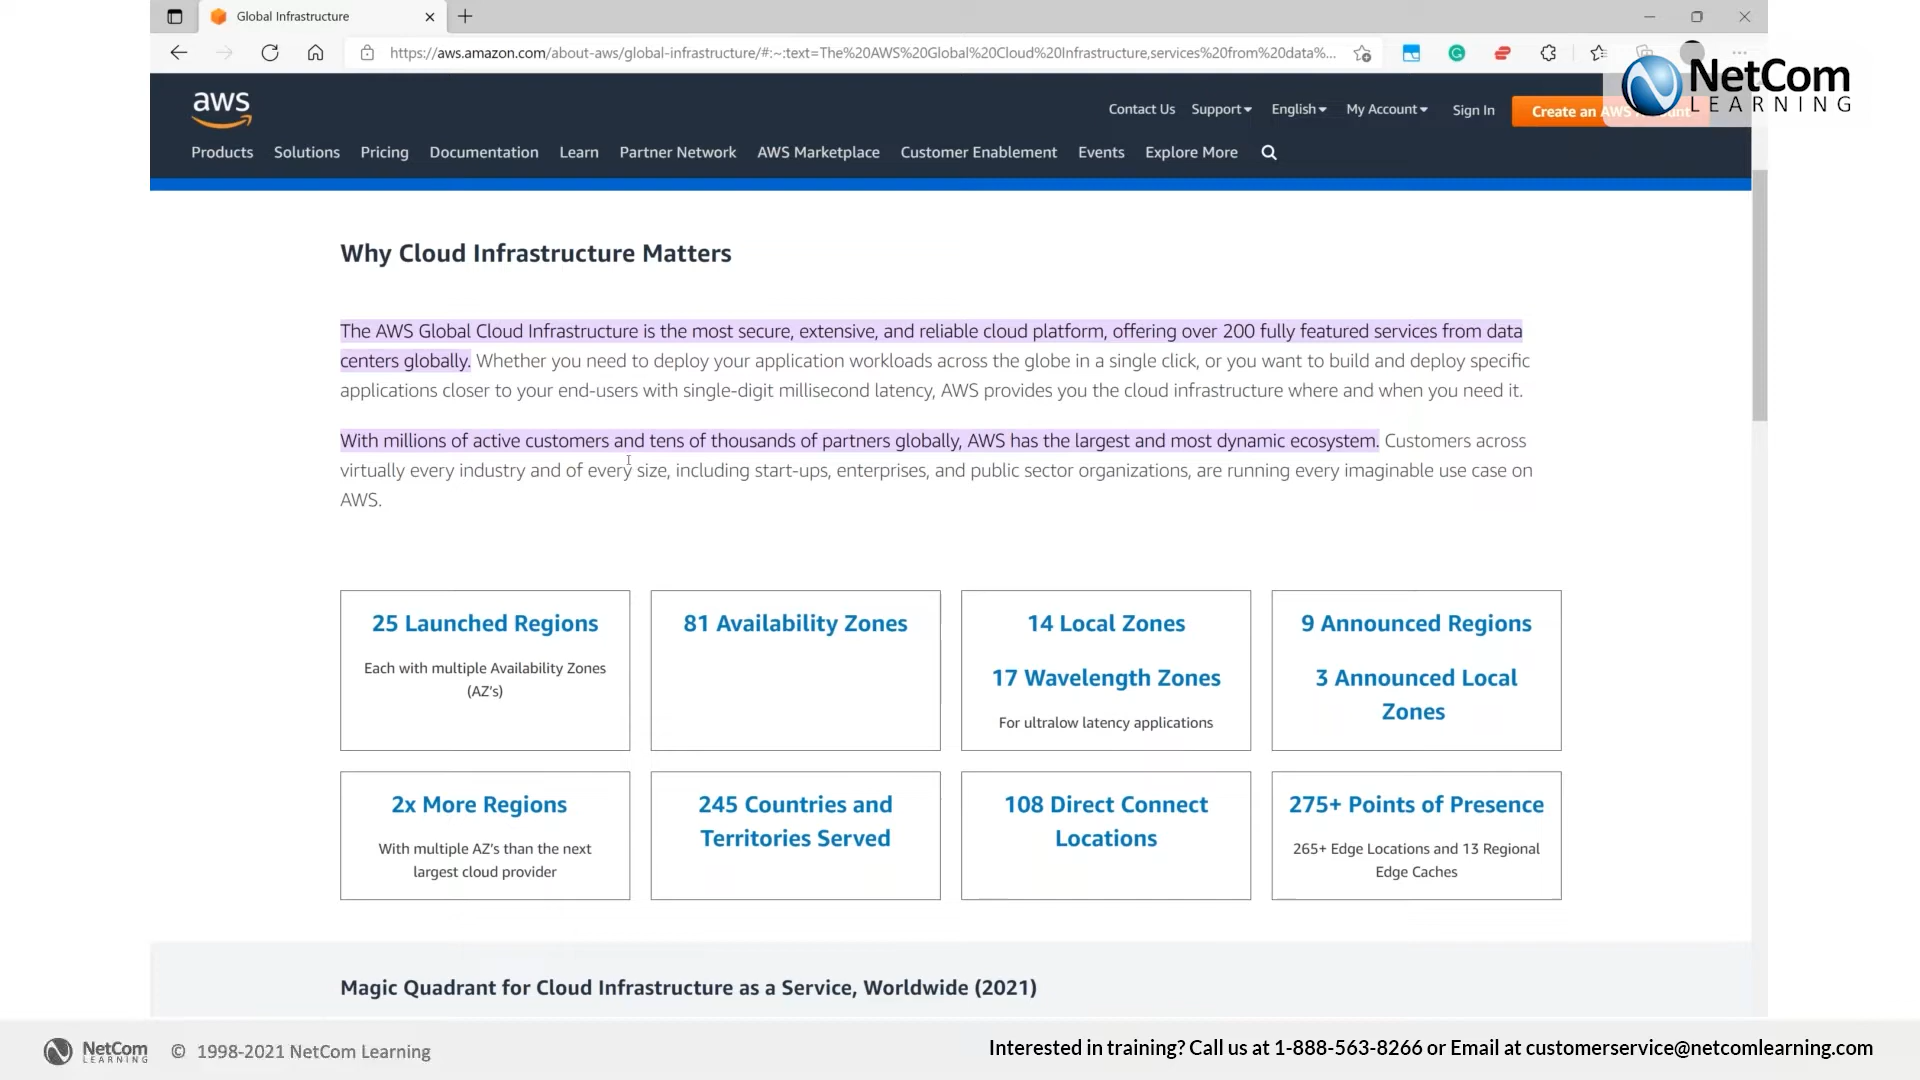 Global Infrastructure
https://aws.amazon.com/about-aws/global-infrastructure/#:~:text=The%20AWS%20Global%20Cloud%20Infrastructure,services%20from%20data%...
NetCom
LEARNING
aws
Contact Us Support English My Account Sign In Create an AWS Account
Products Solutions Pricing Documentation Learn Partner Network AWS Marketplace Customer Enablement Events Explore More
Why Cloud Infrastructure Matters
The AWS Global Cloud Infrastructure is the most secure, extensive, and reliable cloud platform, offering over 200 fully featured services from data
centers globally. Whether you need to deploy your application workloads across the globe in a single click, or you want to build and deploy specific
applications closer to your end-users with single-digit millisecond latency, AWS provides you the cloud infrastructure where and when you need it.
With millions of active customers and tens of thousands of partners globally, AWS has the largest and most dynamic ecosystem. Customers across
virtually every industry and of every size, including start-ups, enterprises, and public sector organizations, are running every imaginable use case on
AWS.
25 Launched Regions
Each with multiple Availability Zones
(AZ's)
81 Availability Zones
14 Local Zones
17 Wavelength Zones
For ultralow latency applications
9 Announced Regions
3 Announced Local
Zones
2x More Regions
With multiple AZ's than the next
largest cloud provider
245 Countries and
Territories Served
108 Direct Connect
Locations
275+ Points of Presence
265+ Edge Locations and 13 Regional
Edge Caches
Magic Quadrant for Cloud Infrastructure as a Service, Worldwide (2021)
NetCom
LEARNING
© 1998-2021 NetCom Learning
Interested in training? Call us at 1-888-563-8266 or Email at customerservice@netcomlearning.com